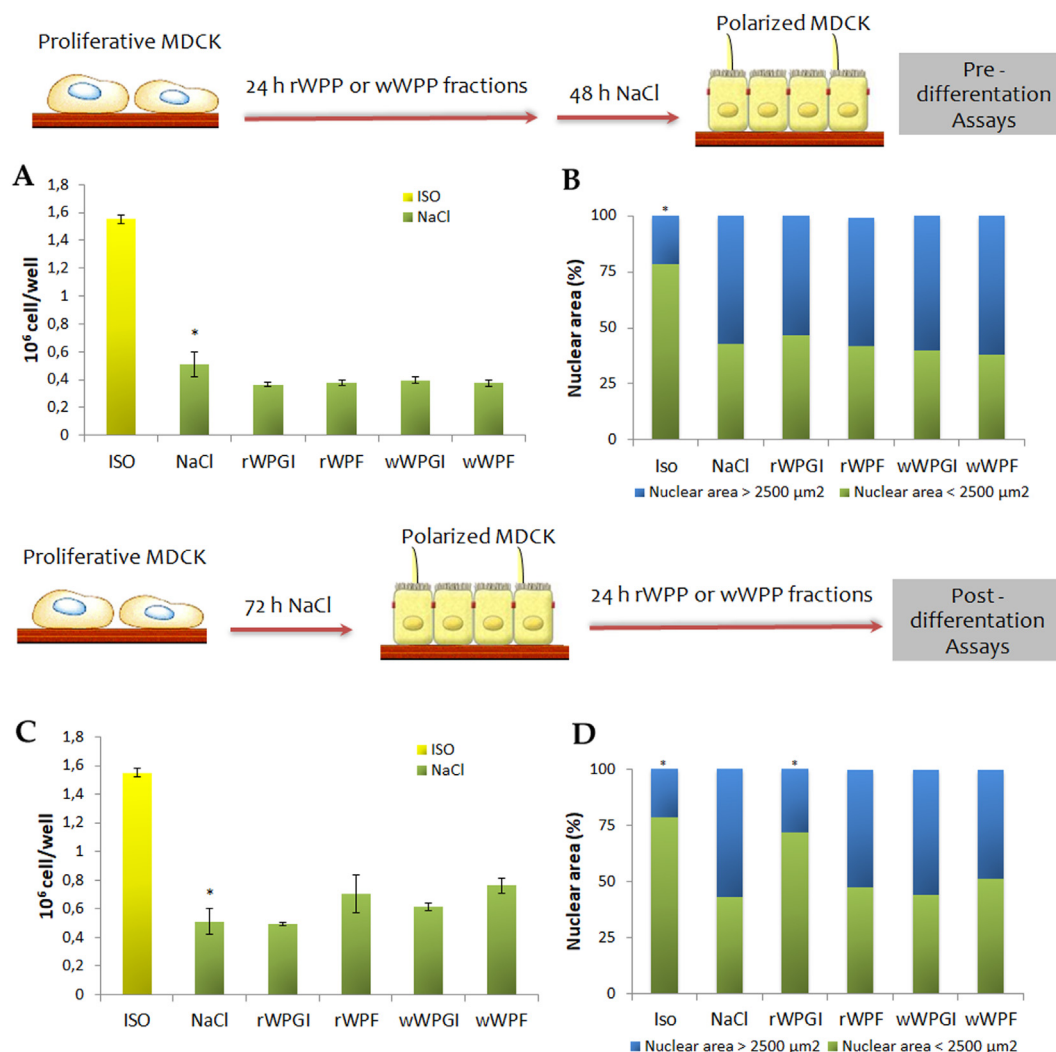 Proliferative MDCK
24 h rWPP or wWPP fractions
48 h NaCl
Polarized MDCK
Pre -
differentation
Assays
A
1,8
1,6
1,4
1,2
1
0,8
0,6
0,4
0,2
0
10⁶ cell/well
ISO
NaCl
*
ISO NaCl rWPGI rWPF wWPGI wWPF
B
100
75
50
25
0
Nuclear area (%)
*
Iso NaCl rWPGI rWPF wWPGI wWPF
Nuclear area > 2500 µm2 Nuclear area < 2500 µm2
Proliferative MDCK
72 h NaCl
Polarized MDCK
24 h rWPP or wWPP fractions
Post -
differentation
Assays
C
1,8
1,6
1,4
1,2
1
0,8
0,6
0,4
0,2
0
10⁶ cell/well
ISO
NaCl
*
ISO NaCl rWPGI rWPF wWPGI wWPF
D
100
75
50
25
0
Nuclear area (%)
* *
Iso NaCl rWPGI rWPF wWPGI wWPF
Nuclear area > 2500 µm2 Nuclear area < 2500 µm2